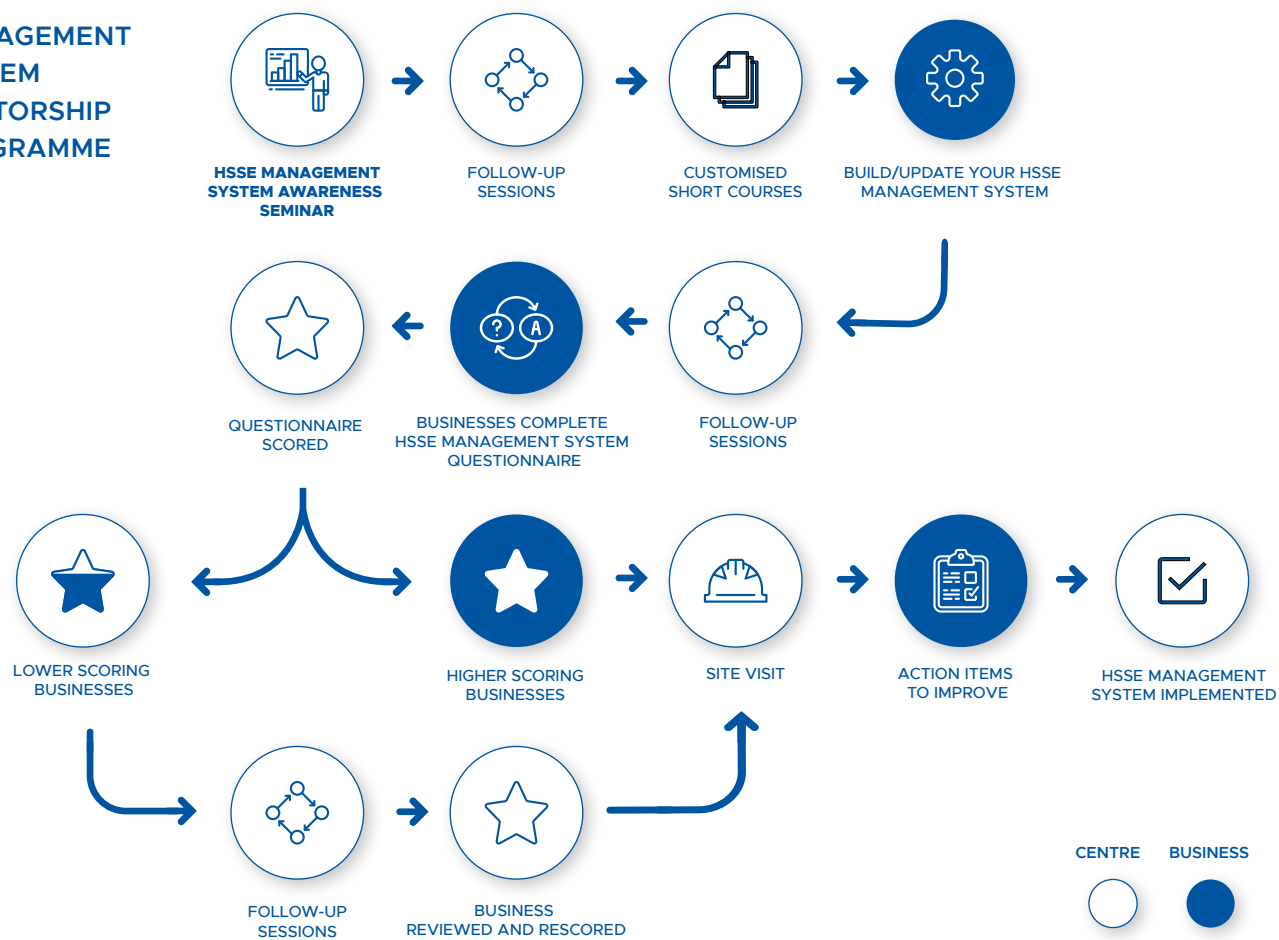 AGEMENT
EM
TORSHIP
GRAMME
HSSE MANAGEMENT
SYSTEM AWARENESS
SEMINAR
FOLLOW-UP
SESSIONS
CUSTOMISED
SHORT COURSES
BUILD/UPDATE YOUR HSSE
MANAGEMENT SYSTEM
? A
QUESTIONNAIRE
SCORED
BUSINESSES COMPLETE
HSSE MANAGEMENT SYSTEM
QUESTIONNAIRE
FOLLOW-UP
SESSIONS
LOWER SCORING
BUSINESSES
HIGHER SCORING
BUSINESSES
SITE VISIT
ACTION ITEMS
TO IMPROVE
HSSE MANAGEMENT
SYSTEM IMPLEMENTED
FOLLOW-UP
SESSIONS
BUSINESS
REVIEWED AND RESCORED
CENTRE
BUSINESS